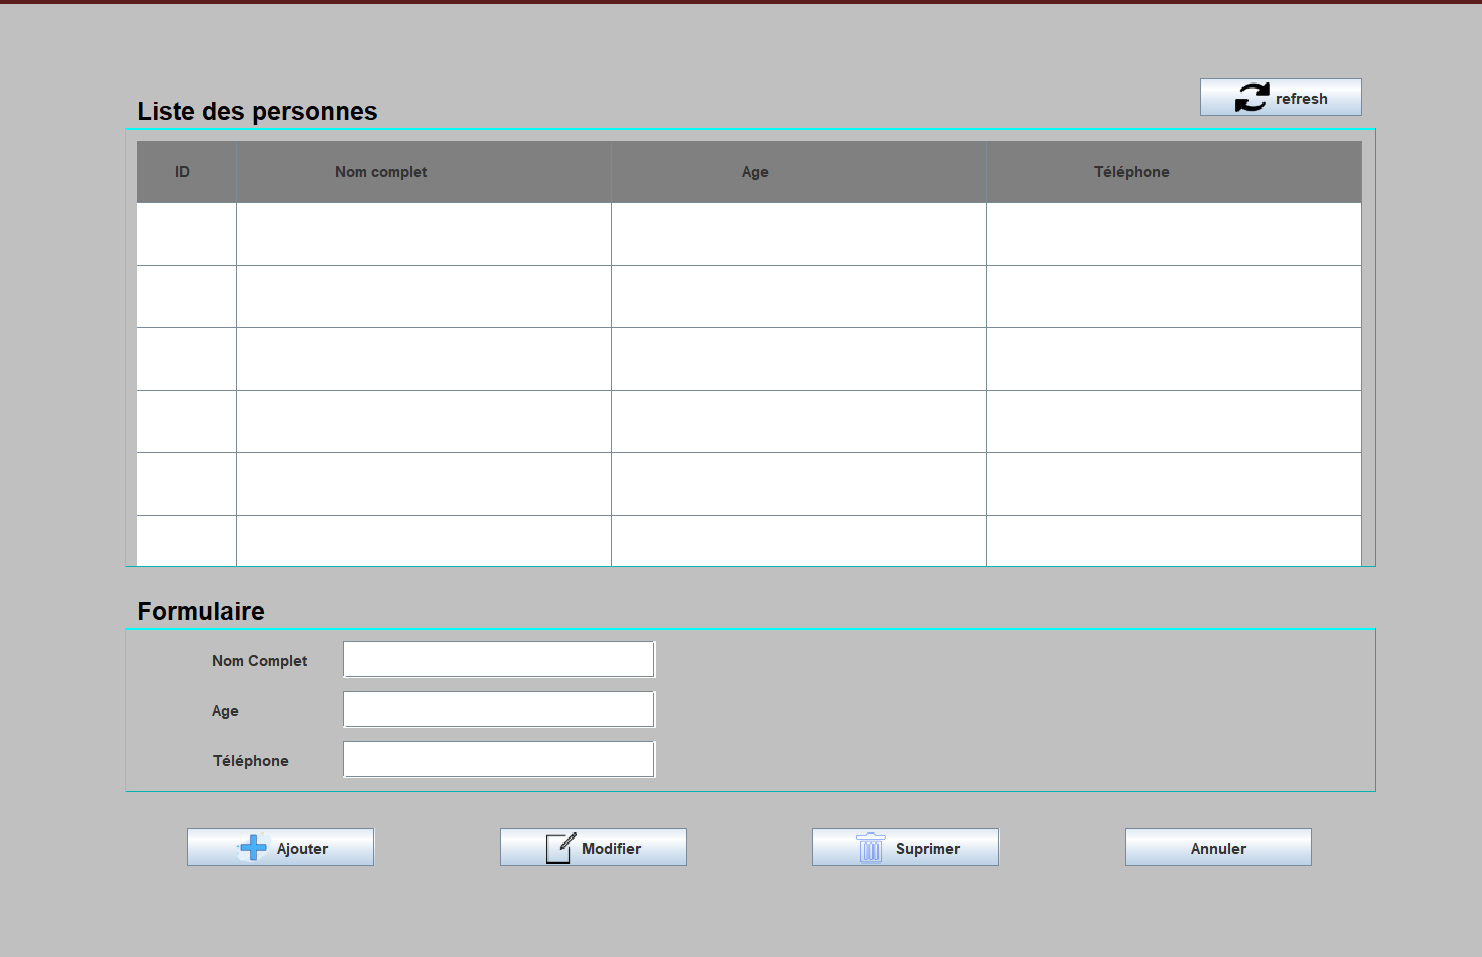 refresh
Liste des personnes
ID Nom complet Age Téléphone
Formulaire
Nom Complet
Age
Téléphone
Ajouter Modifier Suprimer Annuler